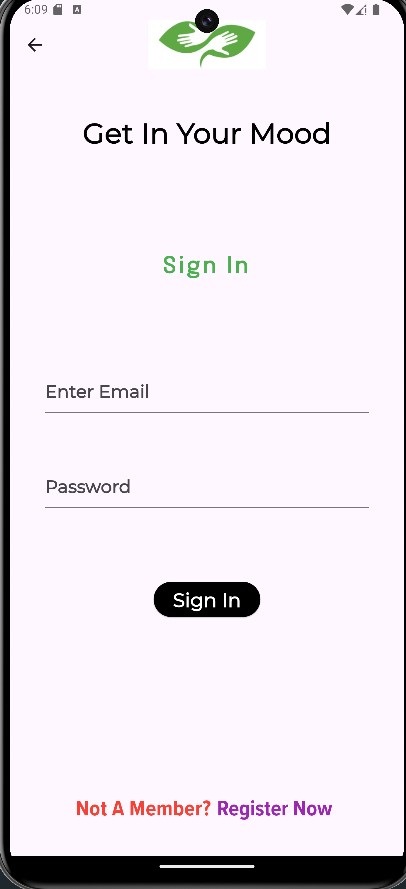 6:09
Get In Your Mood
Sign In
Enter Email
Password
Sign In
Not A Member? Register Now